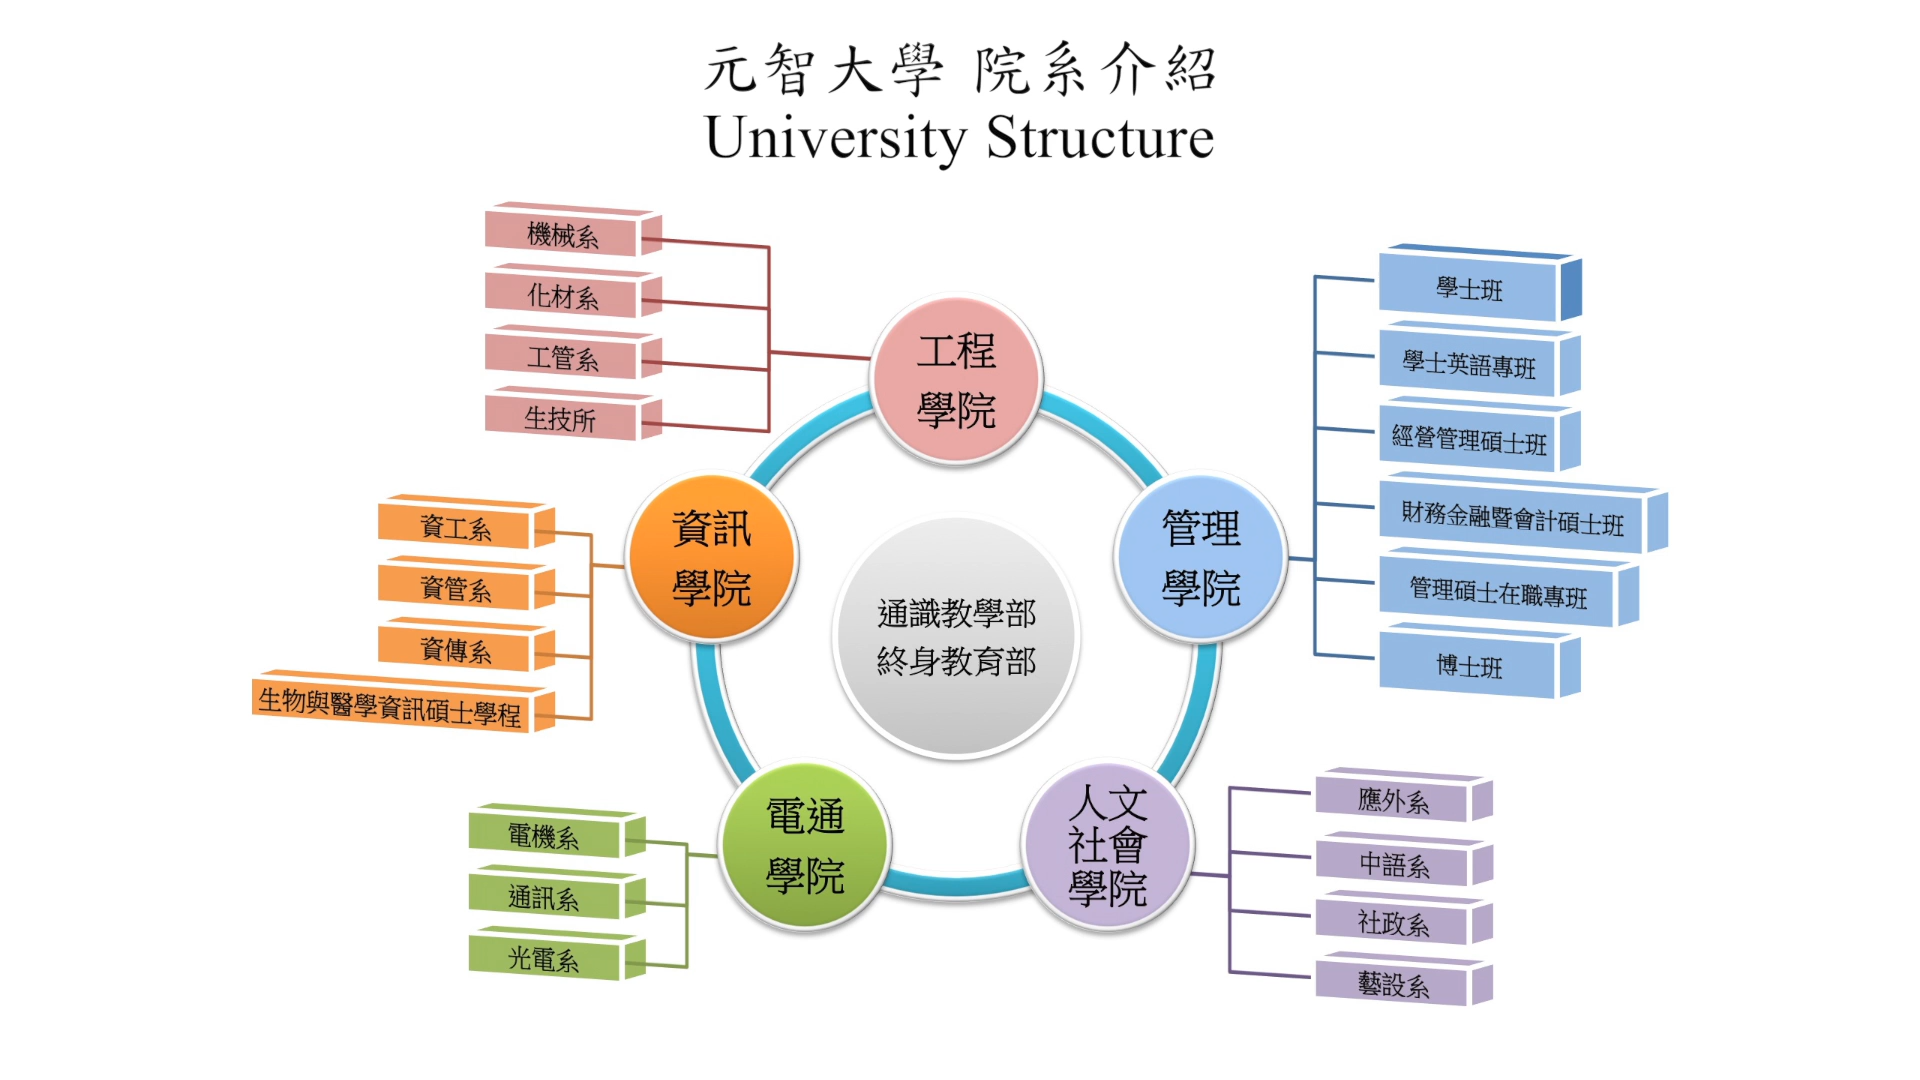 元智大學 院系介紹
University Structure
機械系
化材系
工管系
生技所
工程
學院
資訊
學院
資工系
資管系
資傳系
生物與醫學資訊碩士學程
電通
學院
電機系
通訊系
光電系
通識教學部
終身教育部
管理
學院
學士班
學士英語專班
經營管理碩士班
財務金融暨會計碩士班
管理碩士在職專班
博士班
人文
社會
學院
應外系
中語系
社政系
藝設系